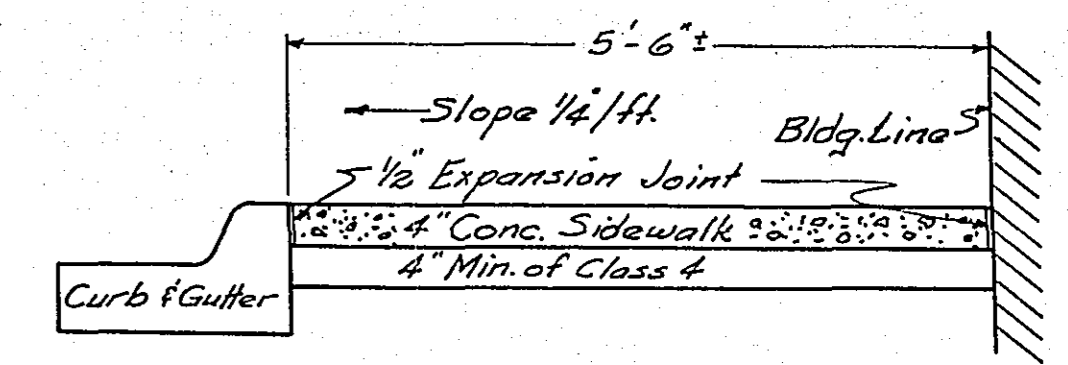 5'-6"±
Slope 1/4"/ft.
Bldg. Line
1/2" Expansion Joint
4" Conc. Sidewalk
4" Min. of Class 4
Curb & Gutter